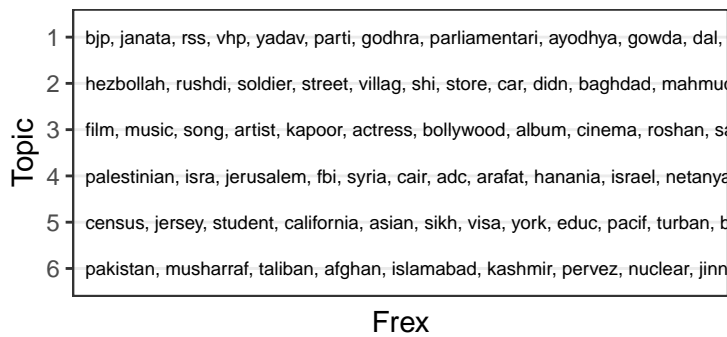 1 bjp, janata, rss, vhp, yadav, parti, godhra, parliamentari, ayodhya, gowda, dal,
2 hezbollah, rushdi, soldier, street, villag, shi, store, car, didn, baghdad,
3 film, music, song, artist, kapoor, actress, bollywood, album, cinema, roshan,
4 palestinian, isra, jerusalem, fbi, syria, cair, adc, arafat, hanania, israel,
5 census, jersey, student, california, asian, sikh, visa, york, educ, pacif, turban,
6 pakistan, musharraf, taliban, afghan, islamabad, kashmir, pervez, nuclear,
Topic
Frex